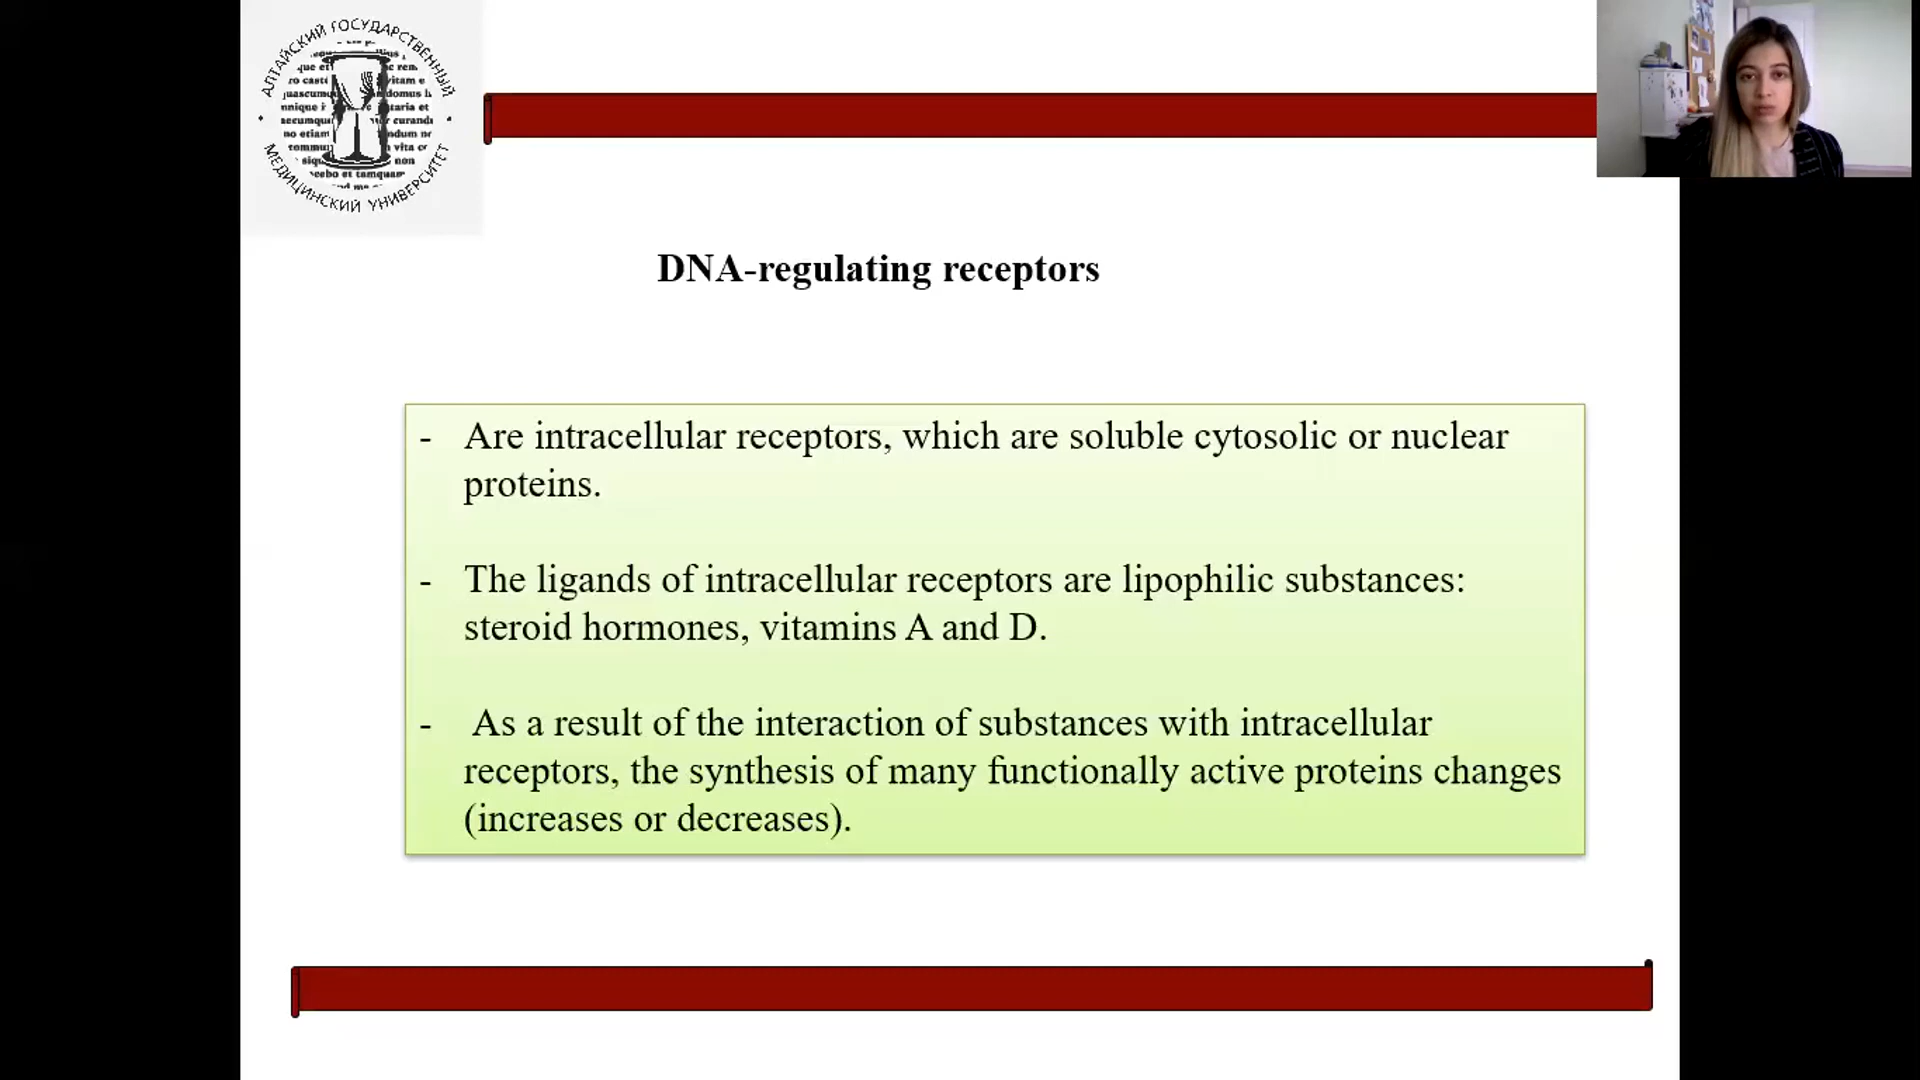 АЛТАЙСКИЙ ГОСУДАРСТВЕННЫЙ
МЕДИЦИНСКИЙ УНИВЕРСИТЕТ
DNA-regulating receptors
- Are intracellular receptors, which are soluble cytosolic or nuclear
proteins.
- The ligands of intracellular receptors are lipophilic substances:
steroid hormones, vitamins A and D.
- As a result of the interaction of substances with intracellular
receptors, the synthesis of many functionally active proteins changes
(increases or decreases).